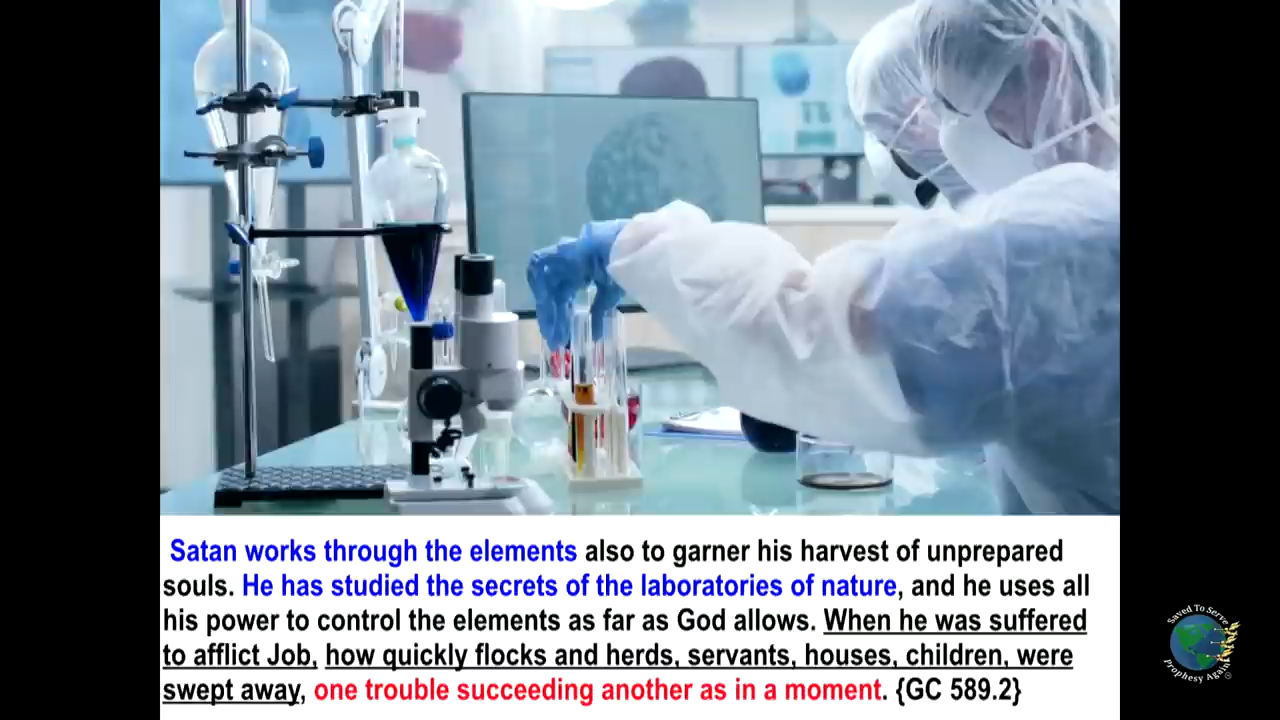 Satan works through the elements also to garner his harvest of unprepared
souls. He has studied the secrets of the laboratories of nature, and he uses all
his power to control the elements as far as God allows. When he was suffered
to afflict Job, how quickly flocks and herds, servants, houses, children, were
swept away, one trouble succeeding another as in a moment. {GC 589.2}
Saved To Serve
Prophesy Again